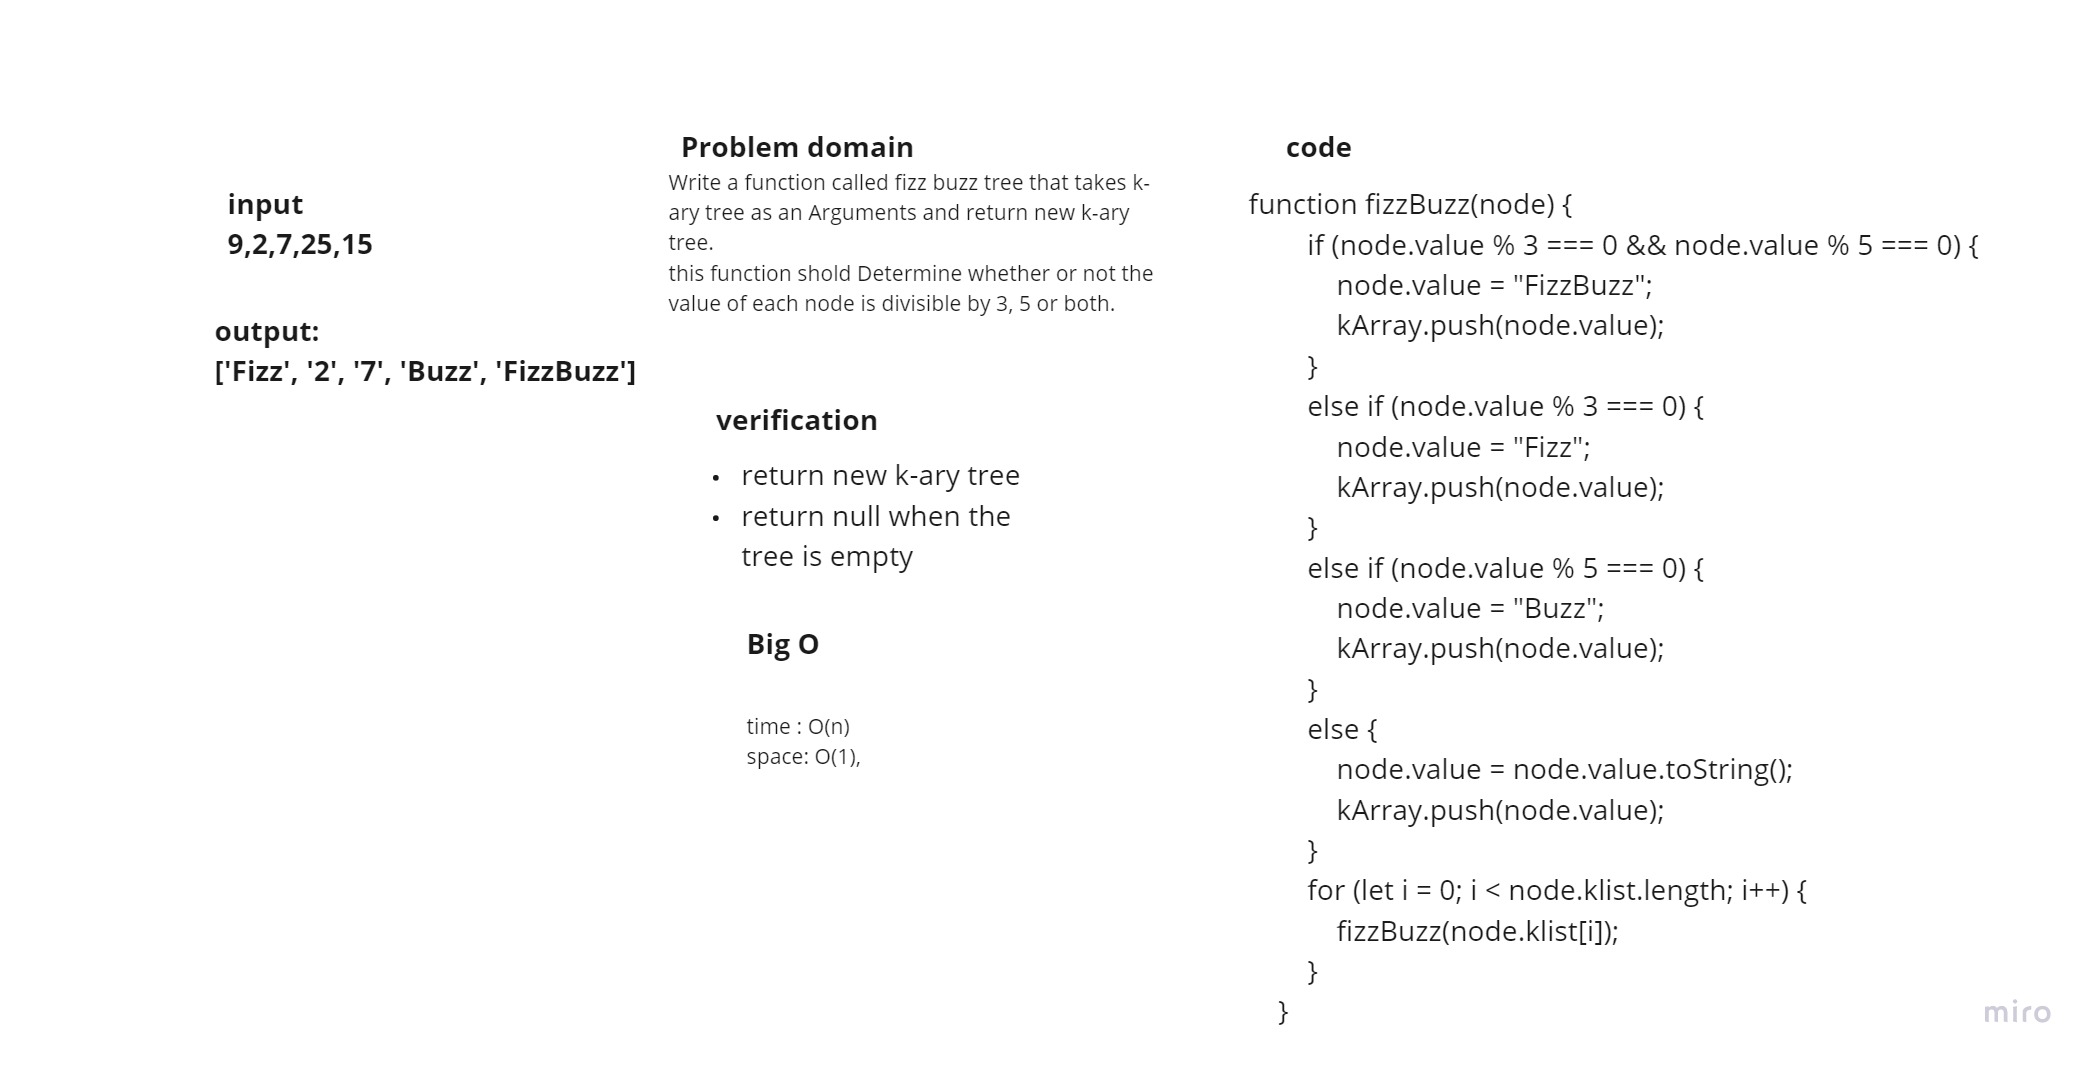 input
9,2,7,25,15
output:
['Fizz', '2', '7', 'Buzz', 'FizzBuzz']
Problem domain
Write a function called fizz buzz tree that takes k-
ary tree as an Arguments and return new k-ary
tree.
this function shold Determine whether or not the
value of each node is divisible by 3, 5 or both.
verification
• return new k-ary tree
• return null when the
tree is empty
Big O
time : O(n)
space: O(1),
code
function fizzBuzz(node) {
if (node.value % 3 === 0 && node.value % 5 === 0) {
node.value = "FizzBuzz";
kArray.push(node.value);
}
else if (node.value % 3 === 0) {
node.value = "Fizz";
kArray.push(node.value);
}
else if (node.value % 5 === 0) {
node.value = "Buzz";
kArray.push(node.value);
}
else {
node.value = node.value.toString();
kArray.push(node.value);
}
for (let i = 0; i < node.klist.length; i++) {
fizzBuzz(node.klist[i]);
}
}
miro